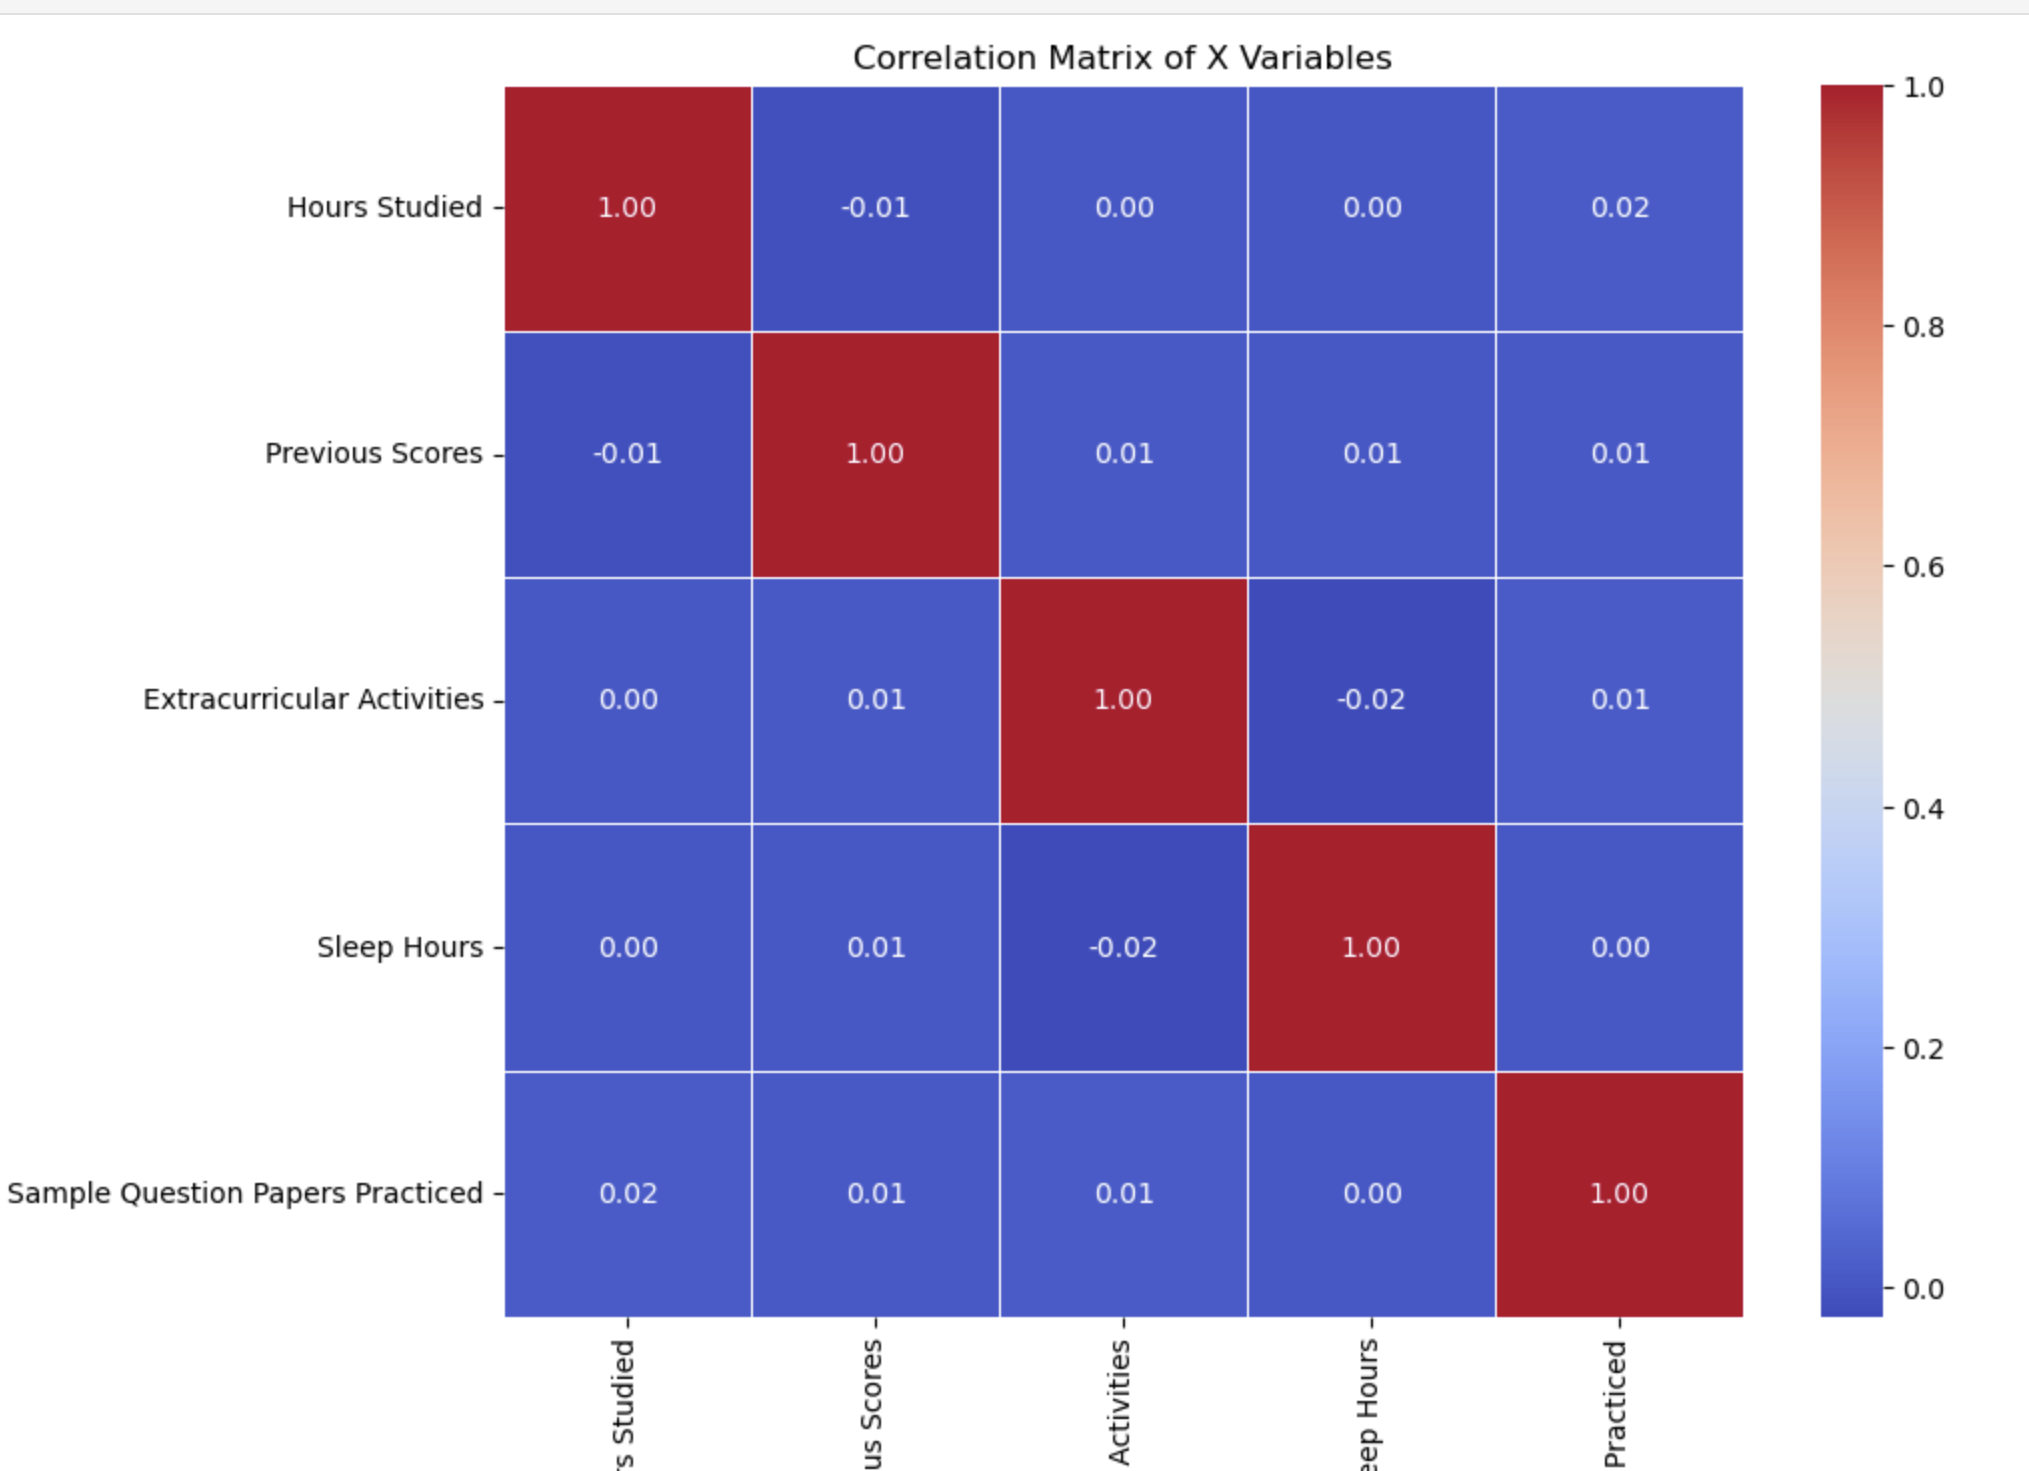 Correlation Matrix of X Variables
Hours Studied 1.00 -0.01 0.00 0.00 0.02
Previous Scores -0.01 1.00 0.01 0.01 0.01
Extracurricular Activities 0.00 0.01 1.00 -0.02 0.01
Sleep Hours 0.00 0.01 -0.02 1.00 0.00
Sample Question Papers Practiced 0.02 0.01 0.01 0.00 1.00
rs Studied
us Scores
Activities
eep Hours
Practiced
1.0
0.8
0.6
0.4
0.2
0.0